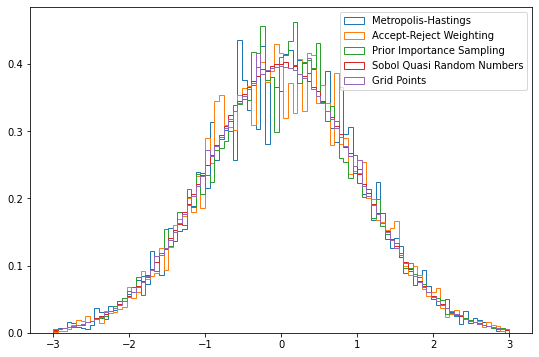 Metropolis-Hastings
Accept-Reject Weighting
Prior Importance Sampling
Sobol Quasi Random Numbers
Grid Points
0.4
0.3
0.2
0.1
0.0
−3
−2
−1
0
1
2
3